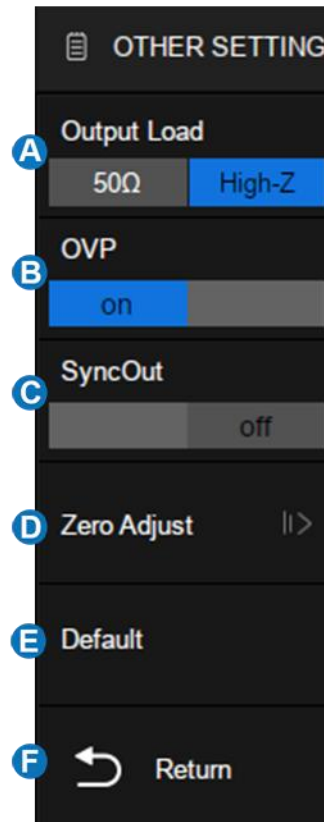 OTHER SETTING
A
Output Load
50Ω High-Z
B
OVP
on
C
SyncOut
off
D Zero Adjust
E Default
F Return